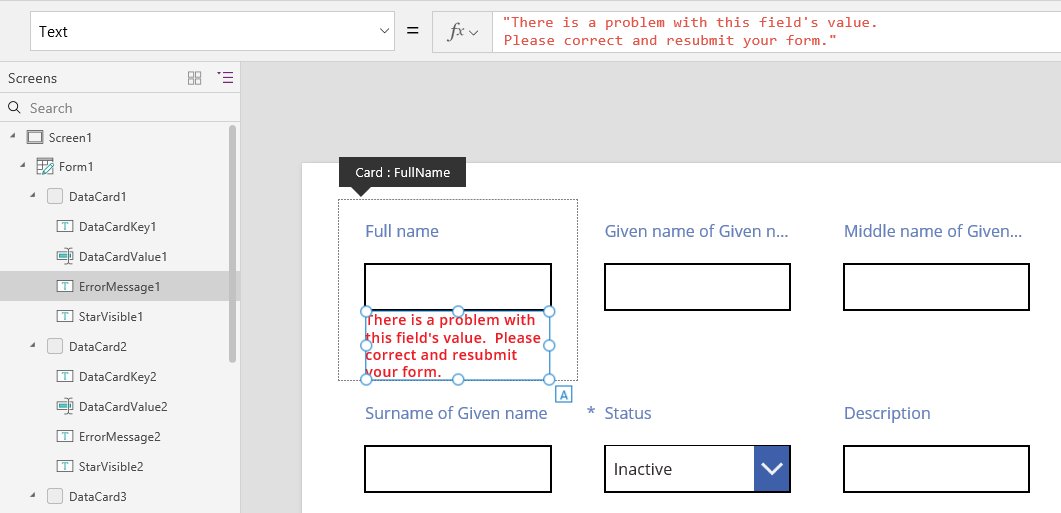 Text
=
fx
"There is a problem with this field's value.
Please correct and resubmit your form."
Screens
Search
Screen1
Form1
DataCard1
DataCardKey1
DataCardValue1
ErrorMessage1
StarVisible1
DataCard2
DataCardKey2
DataCardValue2
ErrorMessage2
StarVisible2
DataCard3
Card : FullName
Full name
Given name of Given n...
Middle name of Given...
There is a problem with
this field's value.  Please
correct and resubmit
your form.
A
Surname of Given name
* Status
Description
Inactive